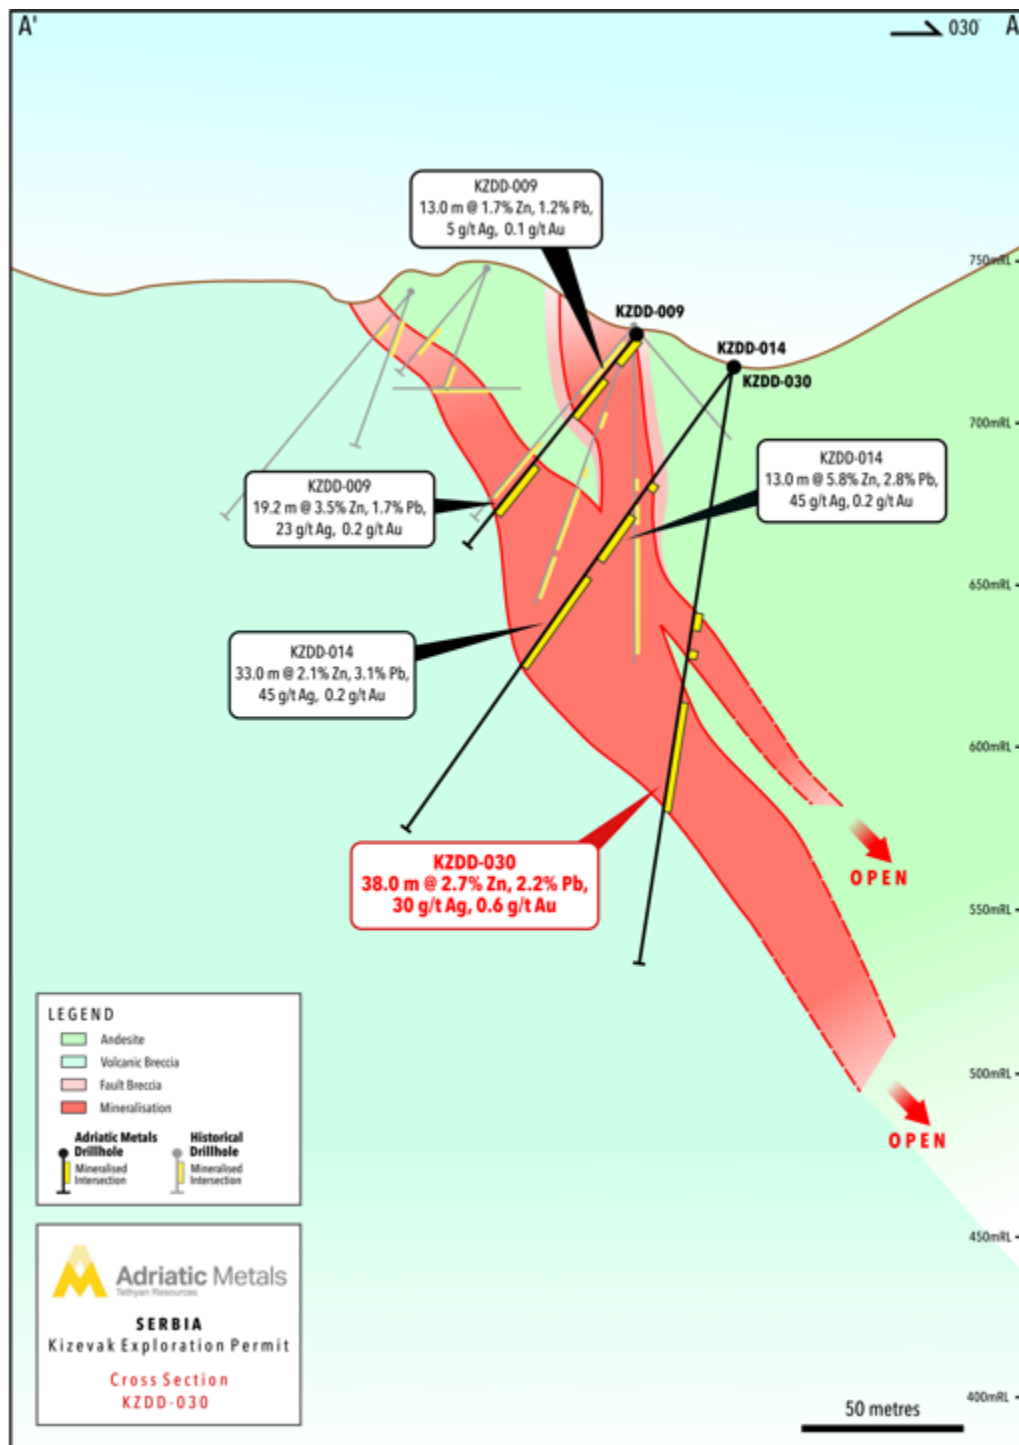 A'
030°
A
KZDD-009
13.0 m @ 1.7% Zn, 1.2% Pb,
5 g/t Ag, 0.1 g/t Au
750mRL
KZDD-009
KZDD-014
KZDD-030
700mRL
KZDD-014
13.0 m @ 5.8% Zn, 2.8% Pb,
45 g/t Ag, 0.2 g/t Au
KZDD-009
19.2 m @ 3.5% Zn, 1.7% Pb,
23 g/t Ag, 0.2 g/t Au
650mRL
KZDD-014
33.0 m @ 2.1% Zn, 3.1% Pb,
45 g/t Ag, 0.2 g/t Au
600mRL
KZDD-030
38.0 m @ 2.7% Zn, 2.2% Pb,
30 g/t Ag, 0.6 g/t Au
OPEN
550mRL
LEGEND
Andesite
Volcanic Breccia
Fault Breccia
Mineralisation
Adriatic Metals
Drillhole
Mineralised
Intersection
Historical
Drillhole
Mineralised
Intersection
500mRL
OPEN
450mRL
Adriatic Metals
Tethyan Resources
SERBIA
Kizevak Exploration Permit
Cross Section
KZDD-030
400mRL
50 metres